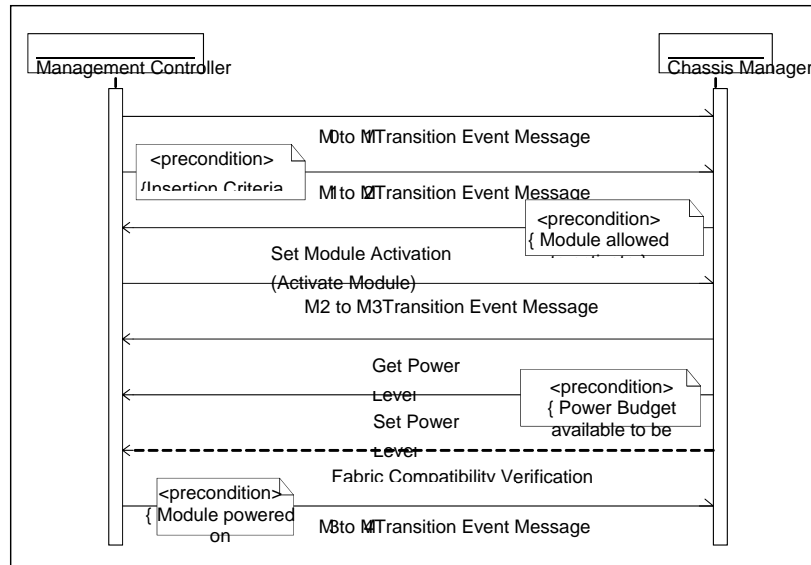 Management Controller
Chassis Manager
M0 to M1 Transition Event Message
<precondition>
{Insertion Criteria
M1 to M2 Transition Event Message
<precondition>
{ Module allowed
Set Module Activation
(Activate Module)
M2 to M3Transition Event Message
Get Power
Level
<precondition>
{ Power Budget
available to be
Set Power
Level
Fabric Compatibility Verification
<precondition>
{ Module powered
on
M3 to M4 Transition Event Message